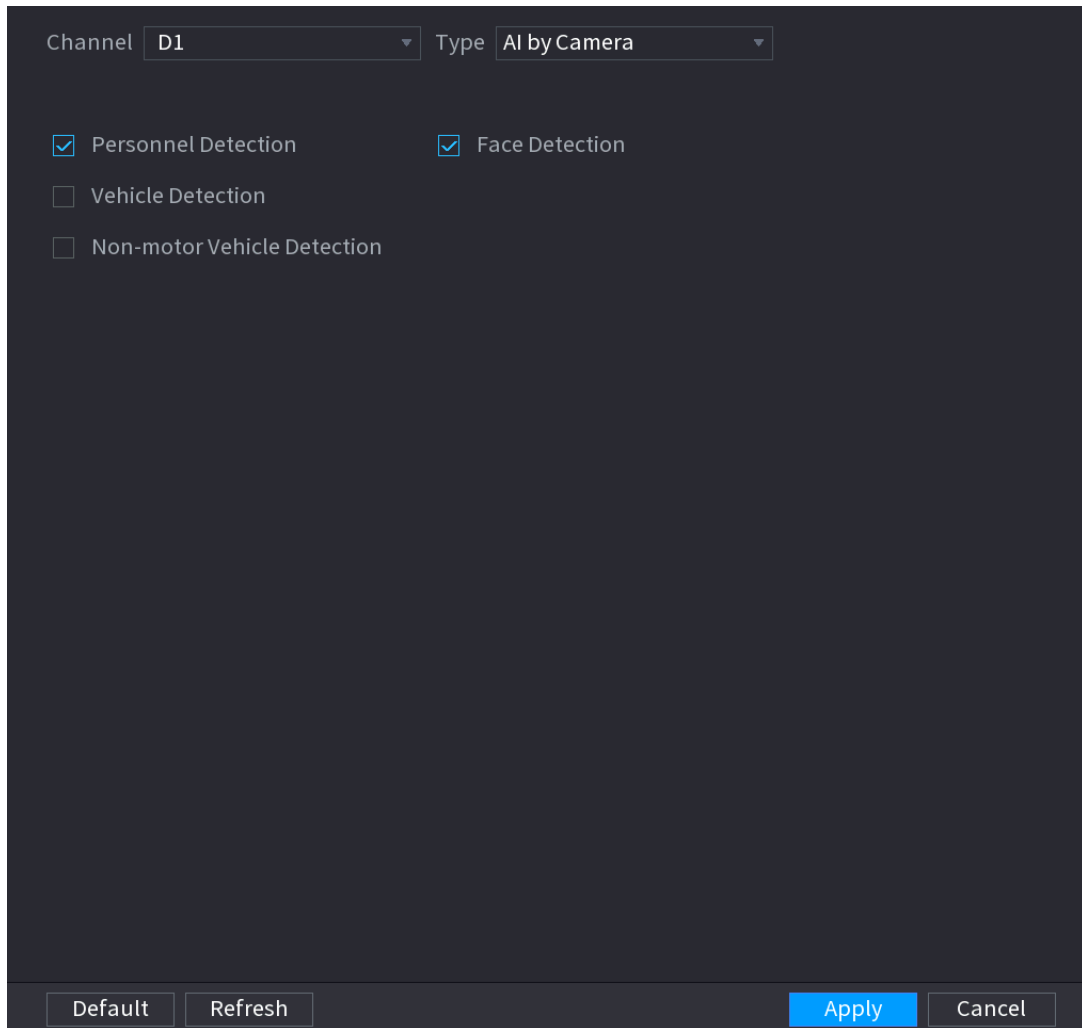 Channel D1 Type AI by Camera
Personnel Detection Face Detection
Vehicle Detection
Non-motor Vehicle Detection
Default Refresh Apply Cancel